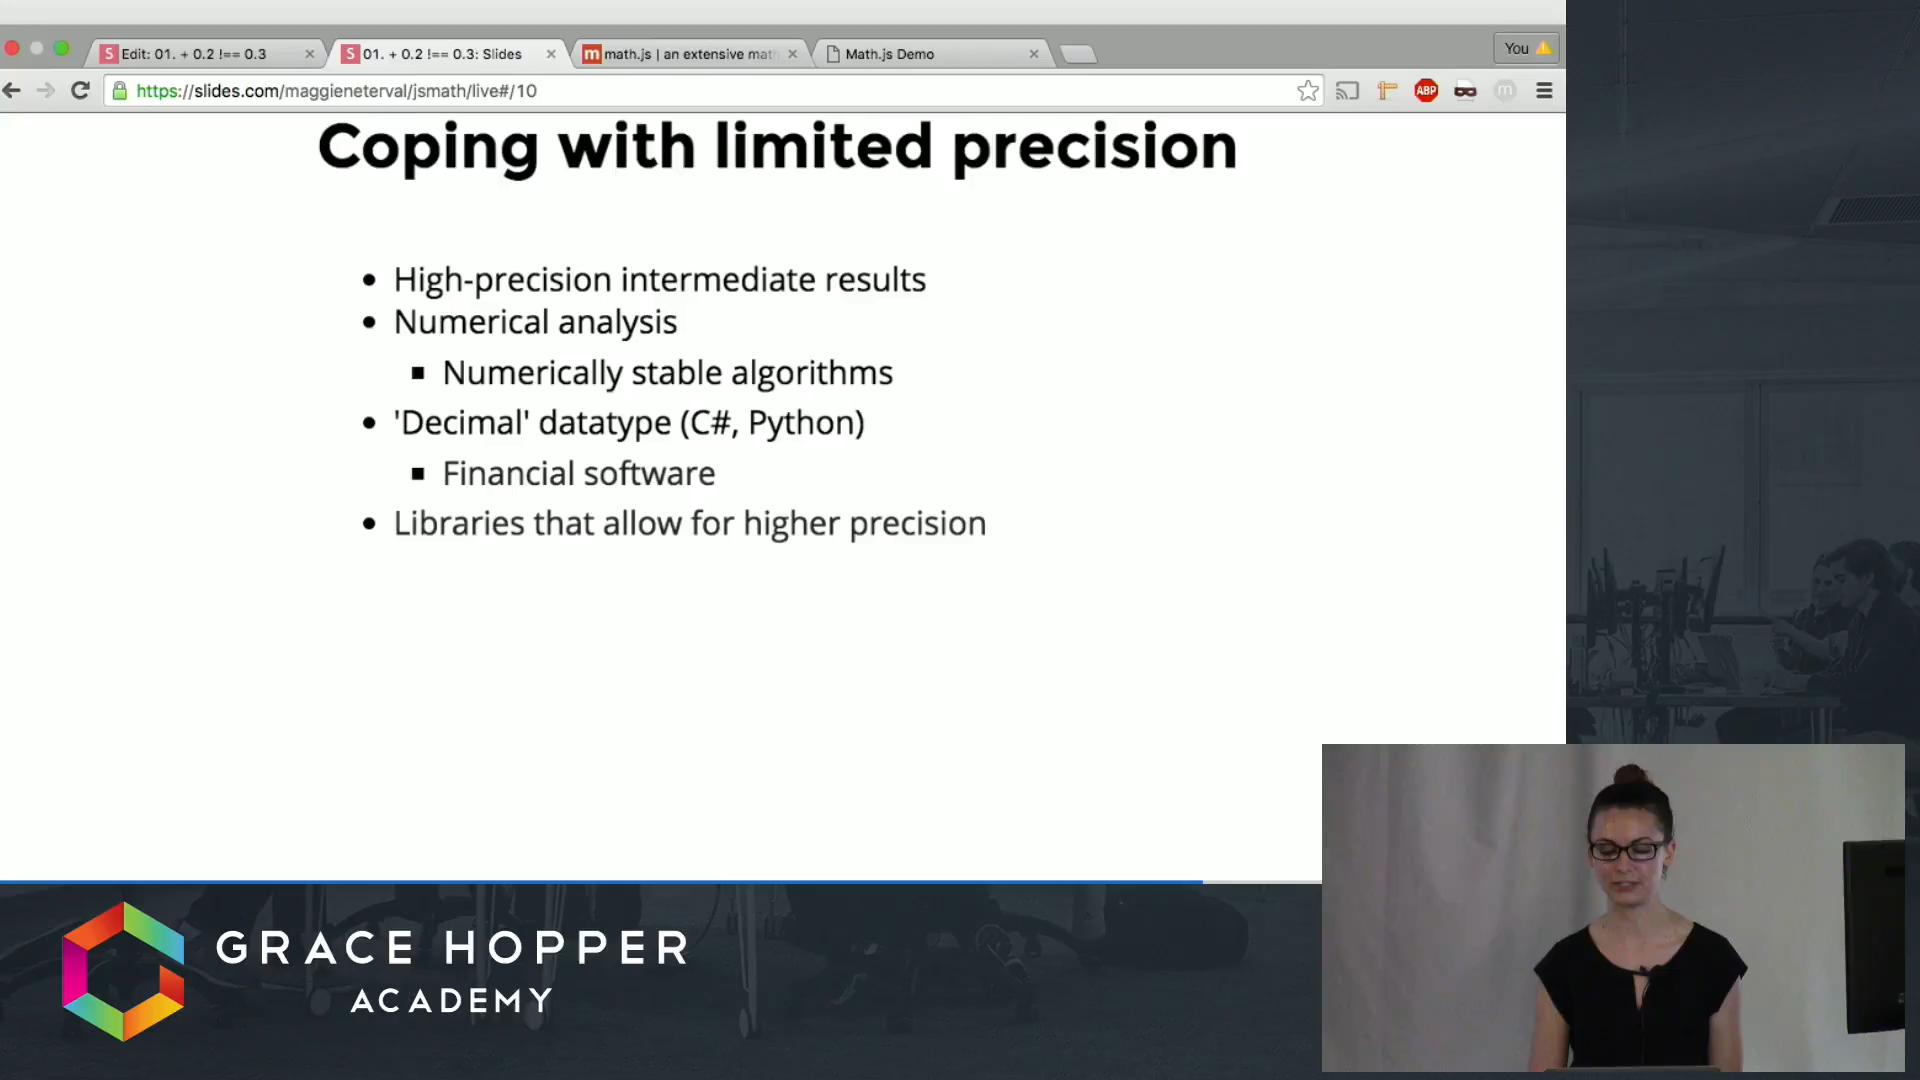 Edit: 01. + 0.2 !== 0.3
01. + 0.2 !== 0.3: Slides
math.js | an extensive mat
Math.js Demo
You
https://slides.com/maggieneterval/jsmath/live#/10
ABP
Coping with limited precision
• High-precision intermediate results
• Numerical analysis
▪ Numerically stable algorithms
• 'Decimal' datatype (C#, Python)
▪ Financial software
• Libraries that allow for higher precision
GRACE HOPPER
ACADEMY